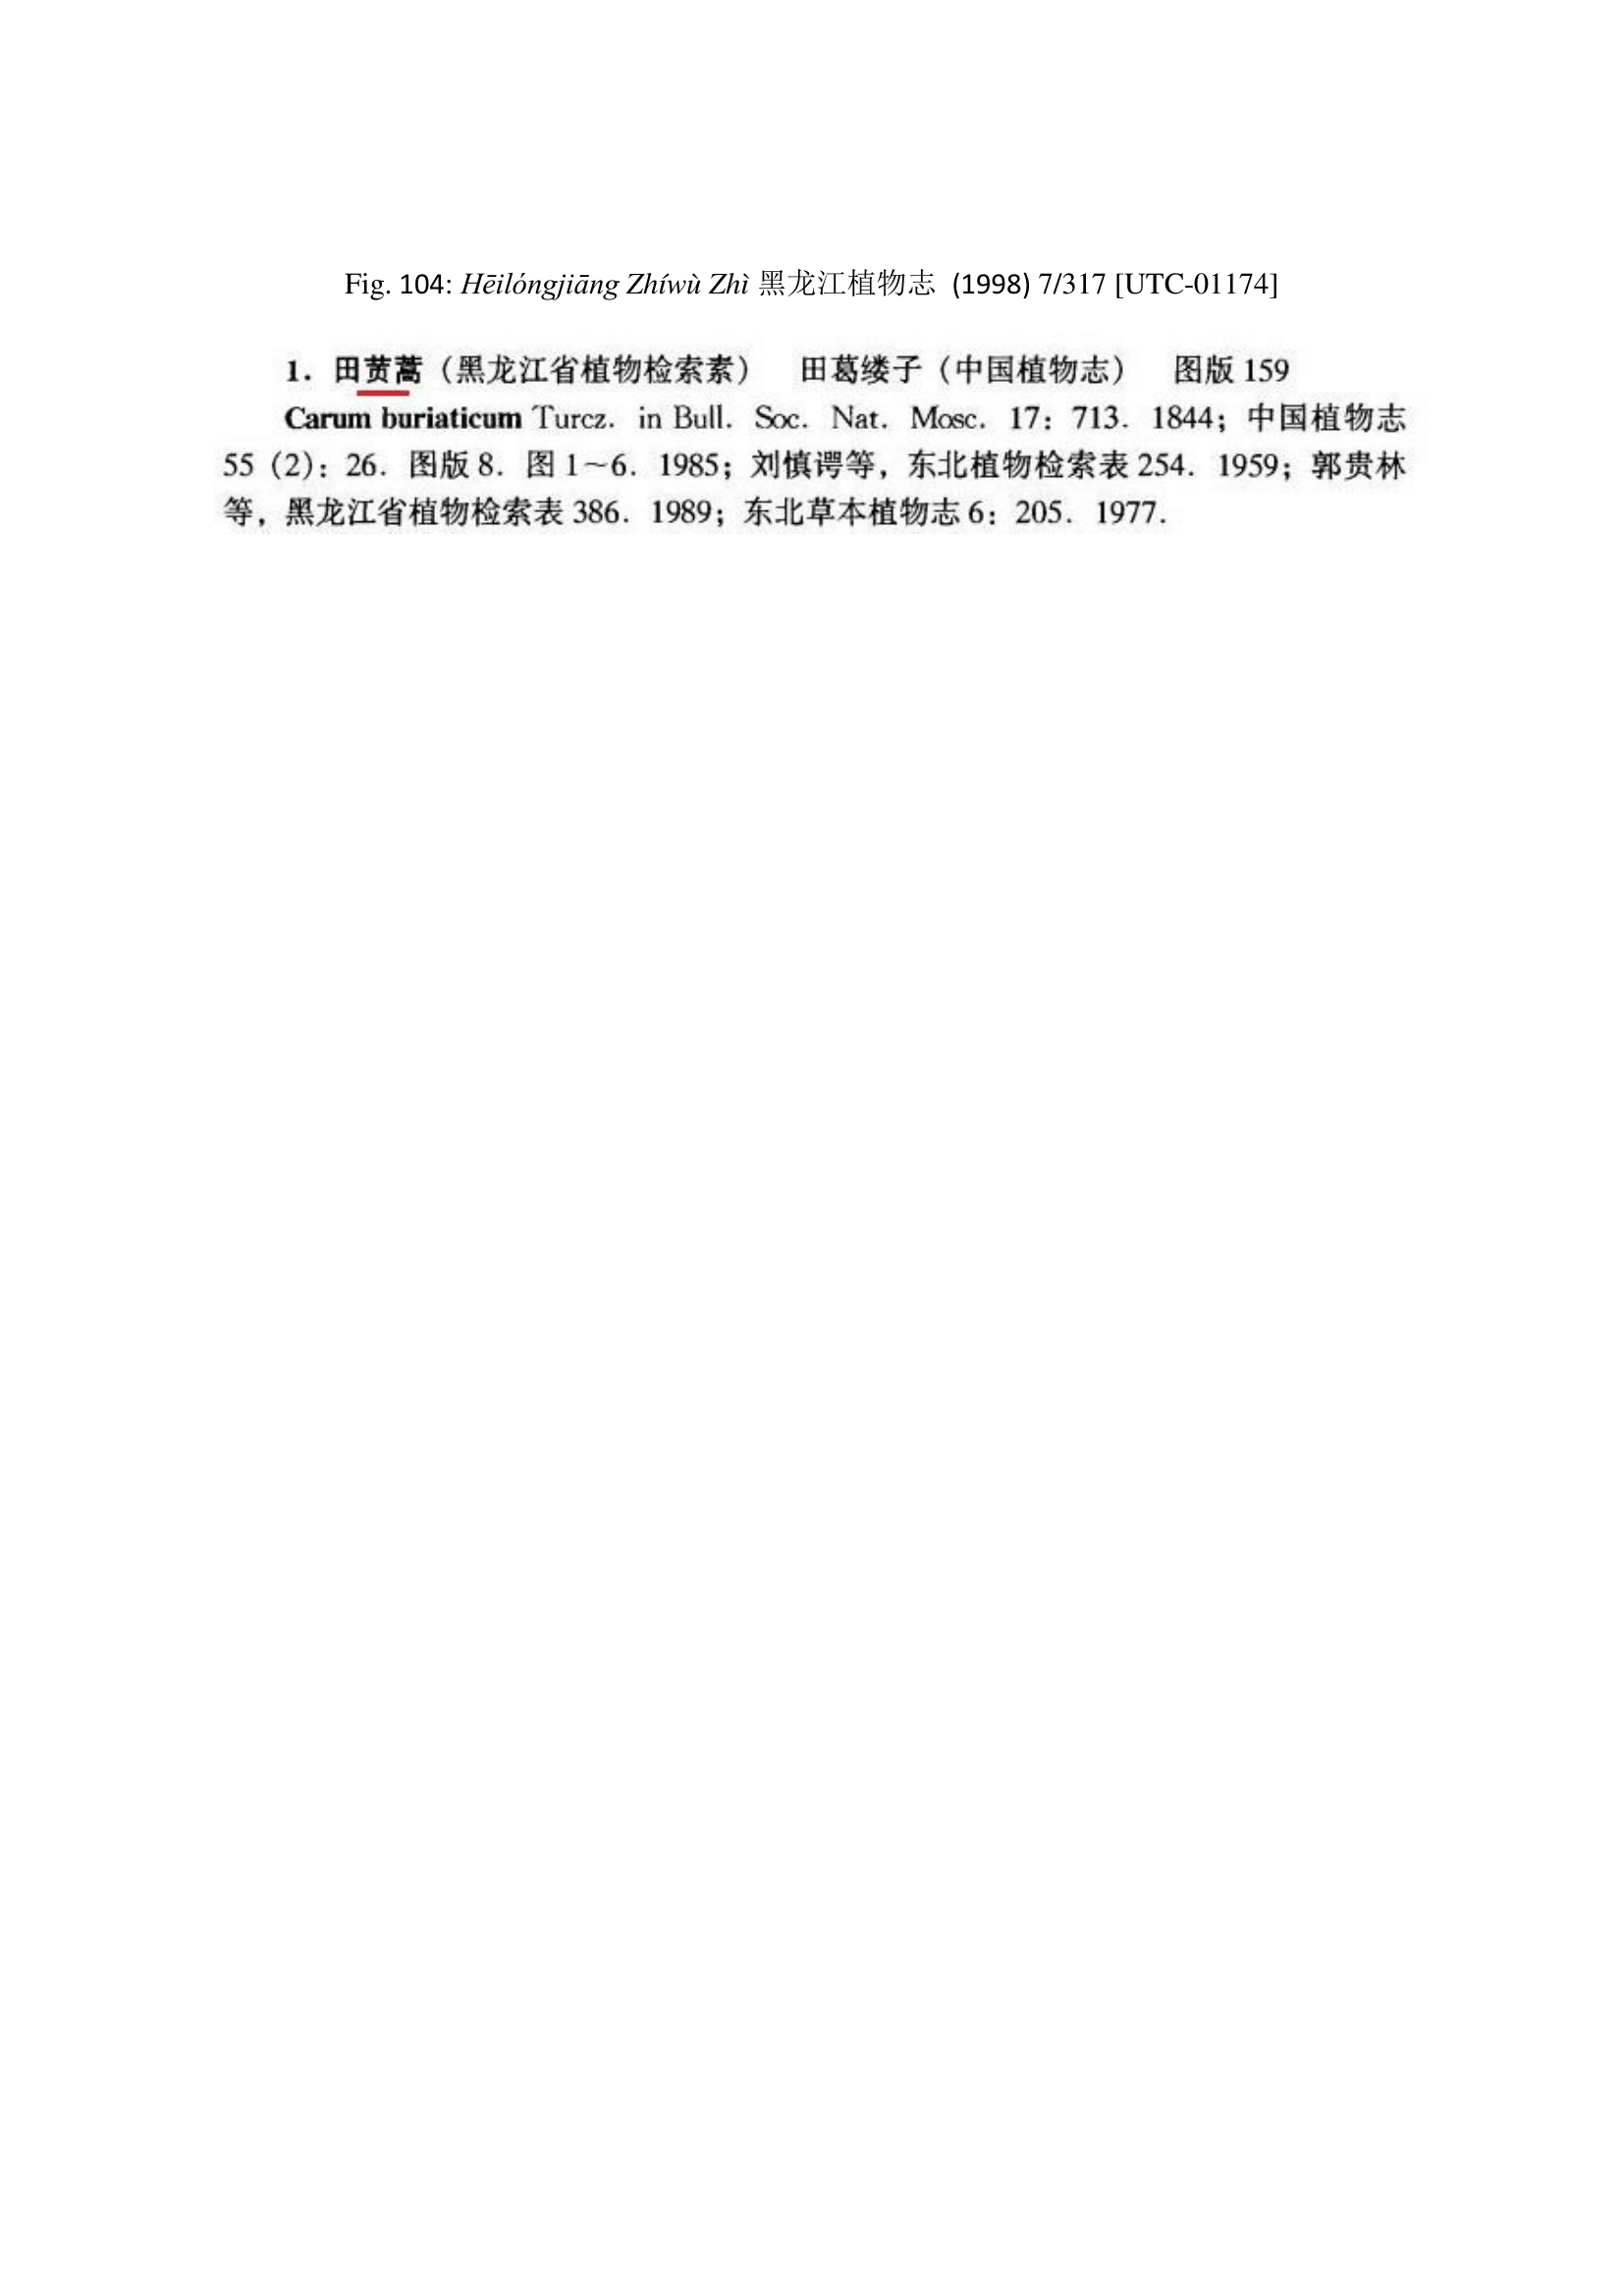 Fig. 104: Hēilóngjiāng Zhíwù Zhì 黑龙江植物志 (1998) 7/317 [UTC-01174]
1. 田蒿（黑龙江省植物检索素） 田葛缕子（中国植物志） 图版 159
Carum buriaticum Turcz. in Bull. Soc. Nat. Mosc. 17: 713. 1844; 中国植物志
55 (2): 26. 图版 8. 图 1~6. 1985; 刘慎谔等, 东北植物检索表 254. 1959; 郭贵林
等, 黑龙江省植物检索表 386. 1989; 东北草本植物志 6: 205. 1977.